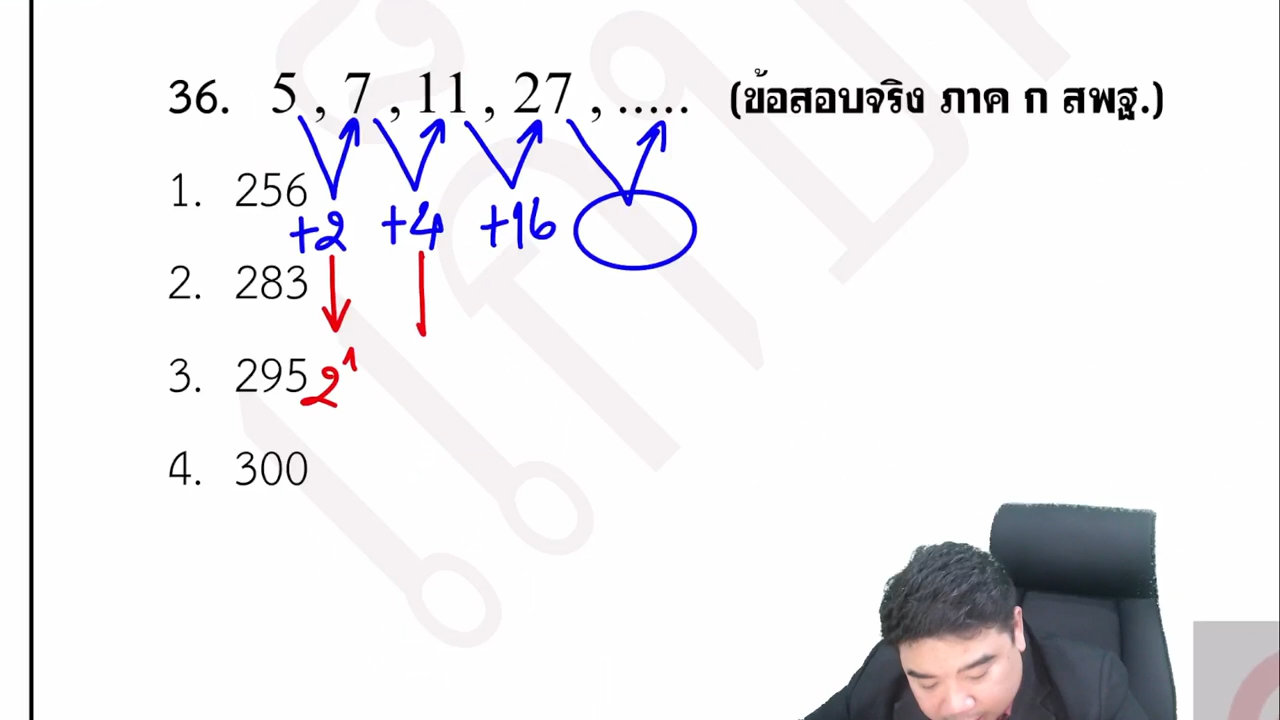 36. 5 , 7 , 11 , 27 , ..... (ข้อสอบจริง ภาค ก สพฐ.)
1. 256
+2 +4 +16
2. 283
3. 295
2¹
4. 300